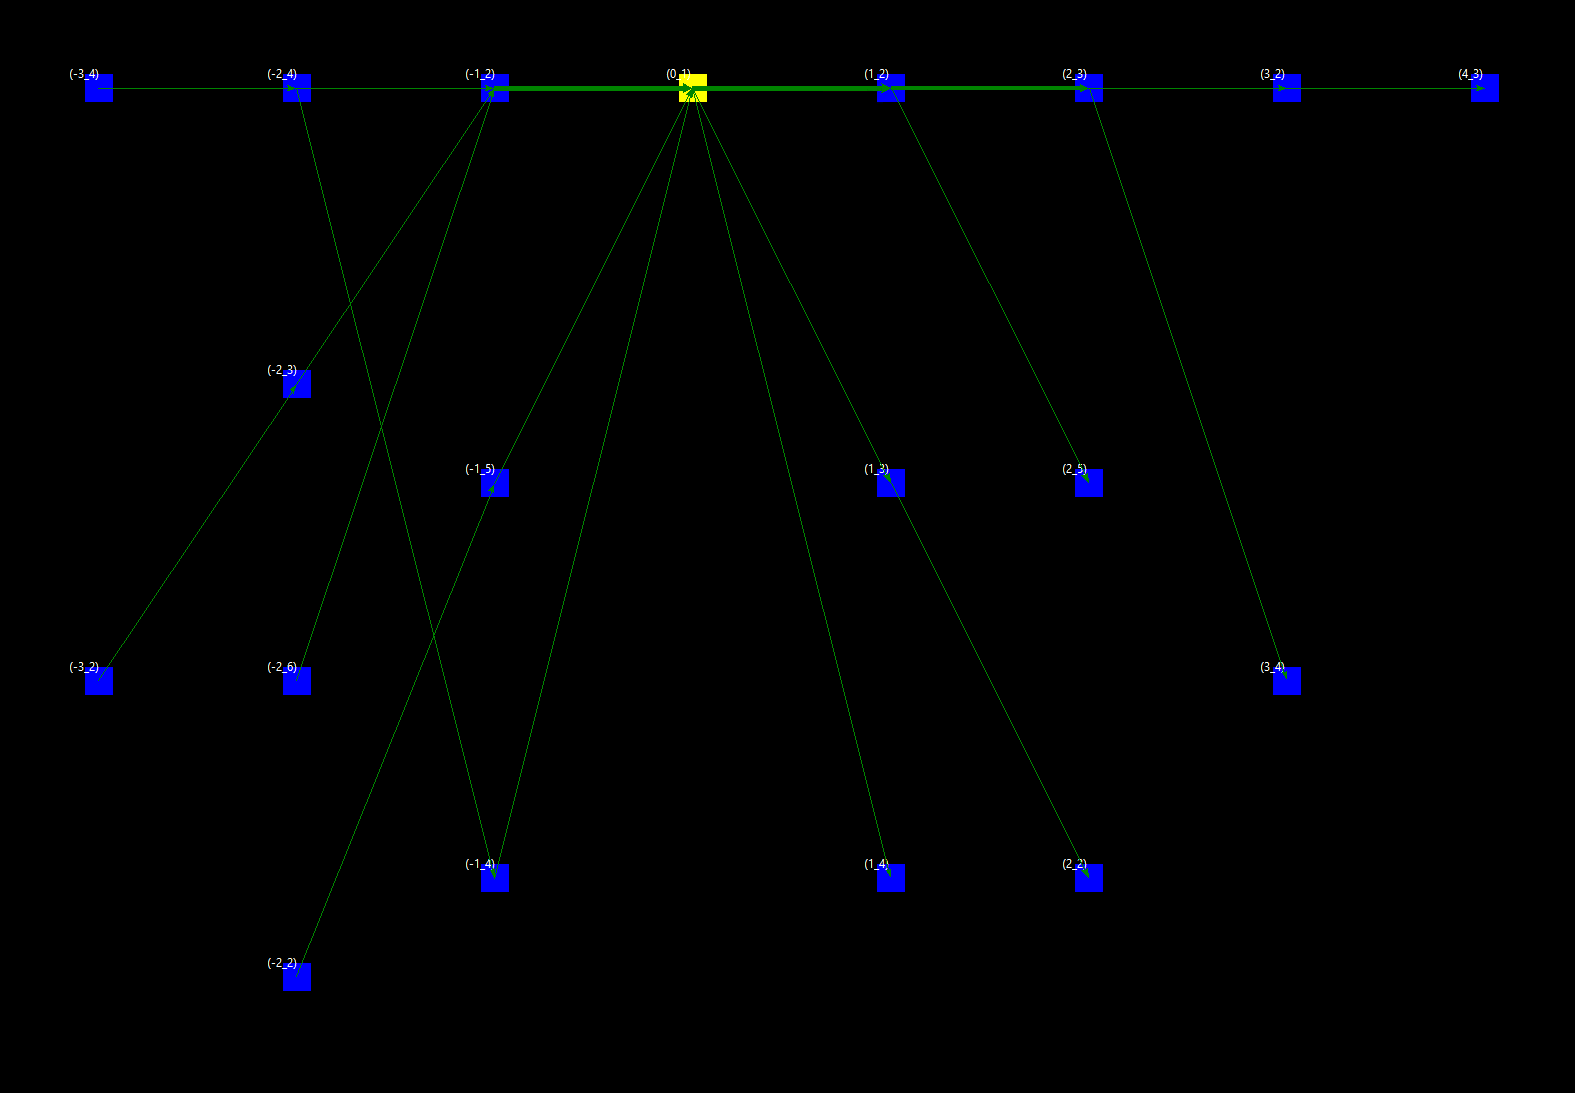 (-3_4) (-2_4) (-1_2) (0_1) (1_2) (2_3) (3_2) (4_3)
(-2_3)
(-1_5) (1_3) (2_5)
(-3_2) (-2_6) (3_4)
(-1_4) (1_4) (2_2)
(-2_2)